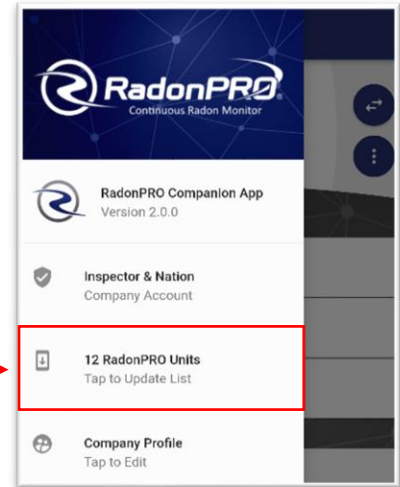 RadonPRO
Continuous Radon Monitor
RadonPRO Companion App
Version 2.0.0
Inspector & Nation
Company Account
12 RadonPRO Units
Tap to Update List
Company Profile
Tap to Edit